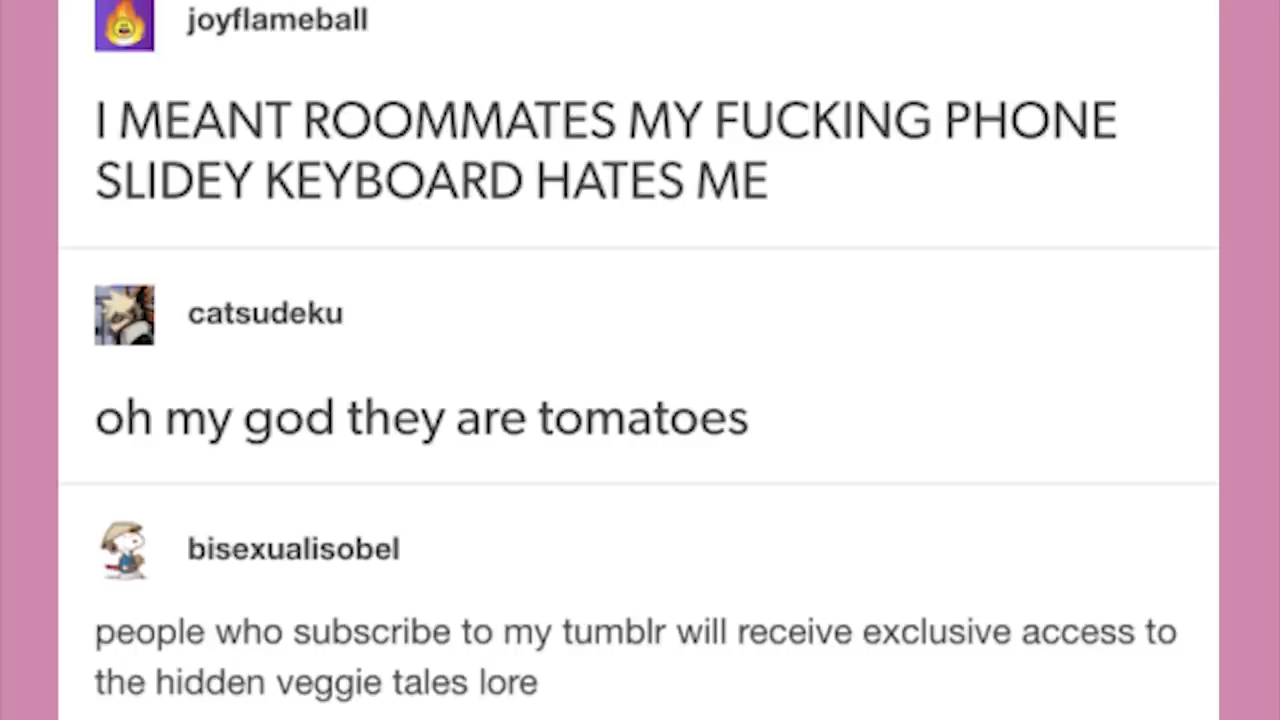 joyflameball
I MEANT ROOMMATES MY FUCKING PHONE
SLIDEY KEYBOARD HATES ME
catsudeku
oh my god they are tomatoes
bisexualisobel
people who subscribe to my tumblr will receive exclusive access to
the hidden veggie tales lore